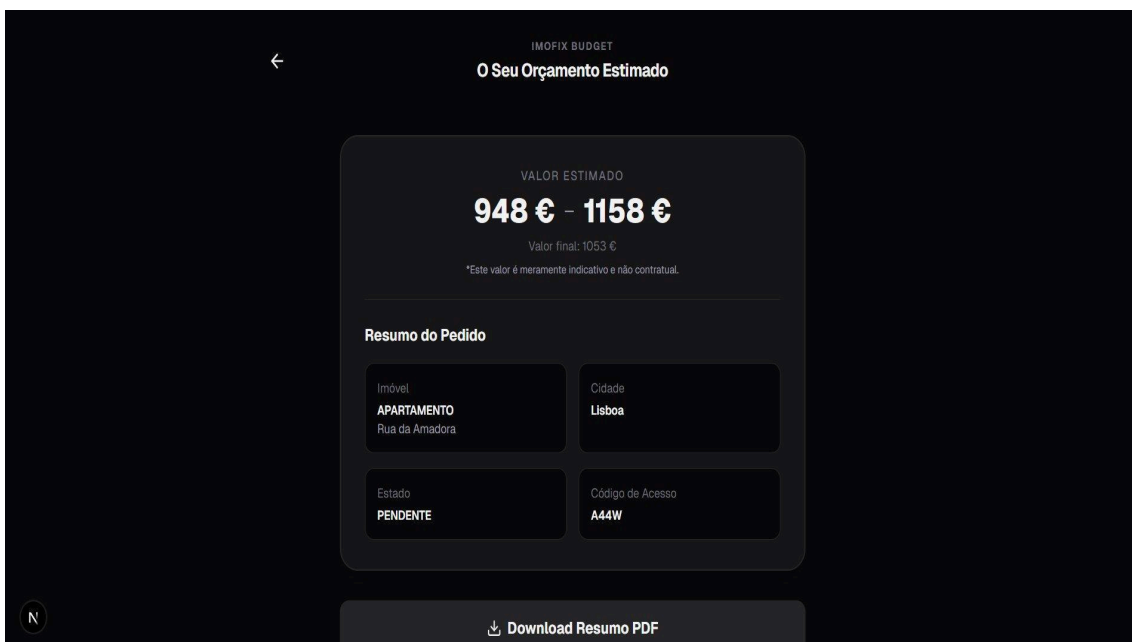 IMOFIX BUDGET
O Seu Orçamento Estimado
VALOR ESTIMADO
948 € - 1158 €
Valor final: 1053 €
*Este valor é meramente indicativo e não contratual.
Resumo do Pedido
Imóvel
APARTAMENTO
Rua da Amadora
Cidade
Lisboa
Estado
PENDENTE
Código de Acesso
A44W
N
Download Resumo PDF